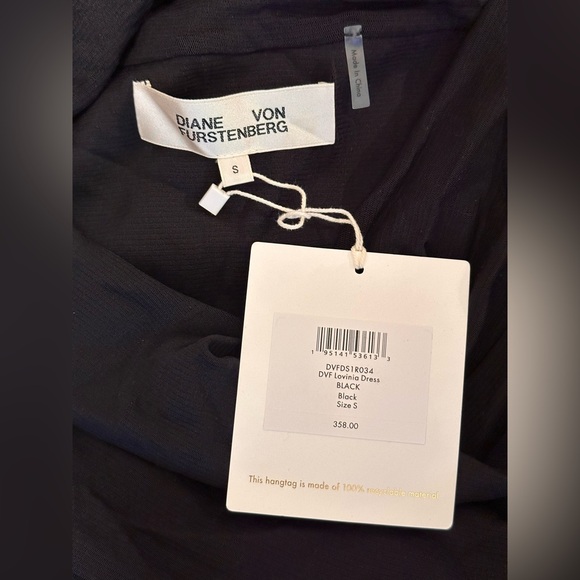 Made In China
DIANE VON
FURSTENBERG
S
1 95141 53613 3
DVFDS1R034
DVF Lovinia Dress
BLACK
Black
Size S
358.00
This hangtag is made of 100% renewable material